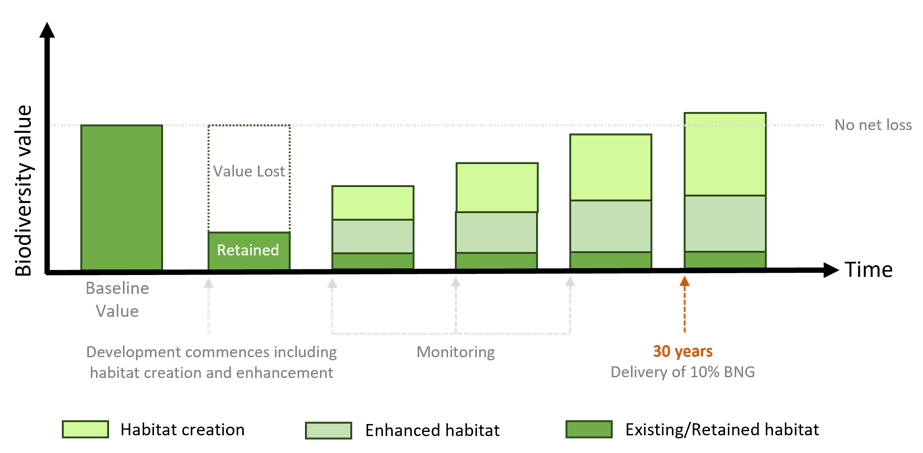 Biodiversity value
No net loss
Value Lost
Retained
Time
Baseline
Value
Development commences including
habitat creation and enhancement
Monitoring
30 years
Delivery of 10% BNG
Habitat creation
Enhanced habitat
Existing/Retained habitat